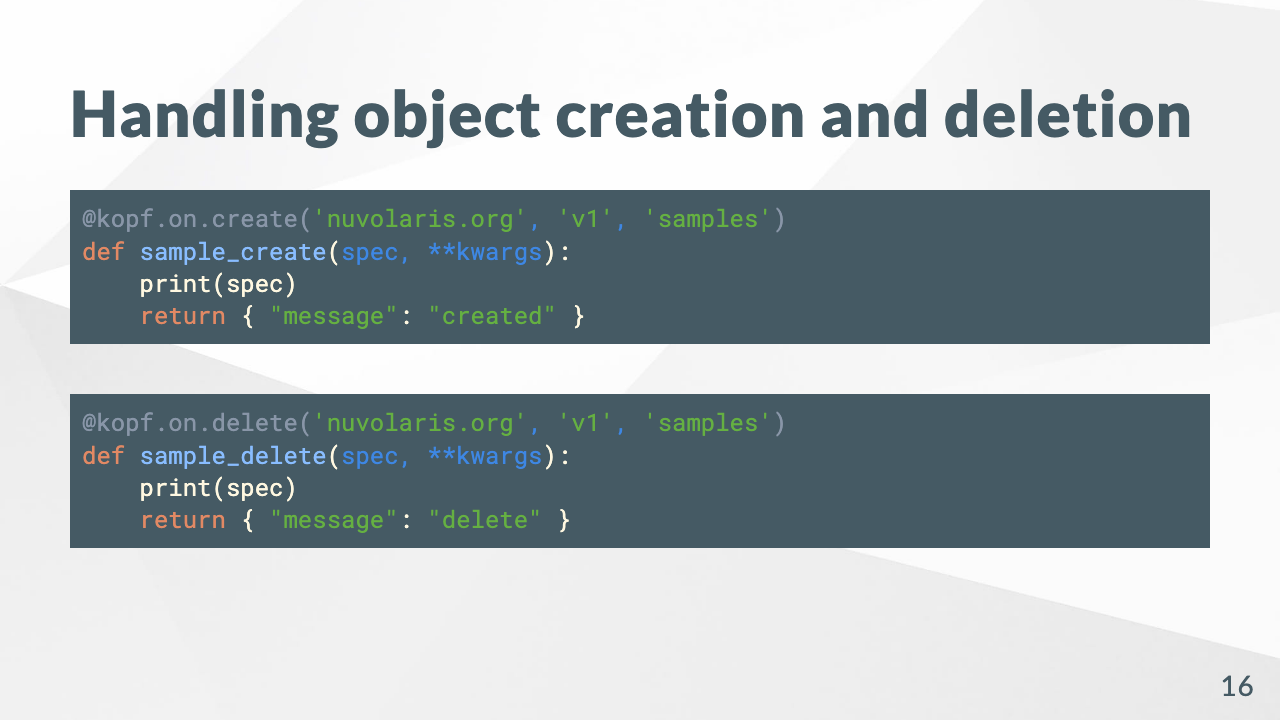 Handling object creation and deletion
@kopf.on.create('nuvolaris.org', 'v1', 'samples')
def sample_create(spec, **kwargs):
    print(spec)
    return { "message": "created" }
@kopf.on.delete('nuvolaris.org', 'v1', 'samples')
def sample_delete(spec, **kwargs):
    print(spec)
    return { "message": "delete" }
16